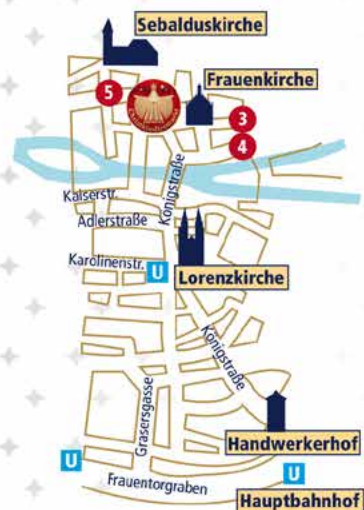 Sebalduskirche
Frauenkirche
5
3
4
Kaiserstr.
Königstraße
Adlerstraße
Karolinenstr.
U
Lorenzkirche
Königstraße
Grasersgasse
Handwerkerhof
U
Frauentorgraben
U
Hauptbahnhof